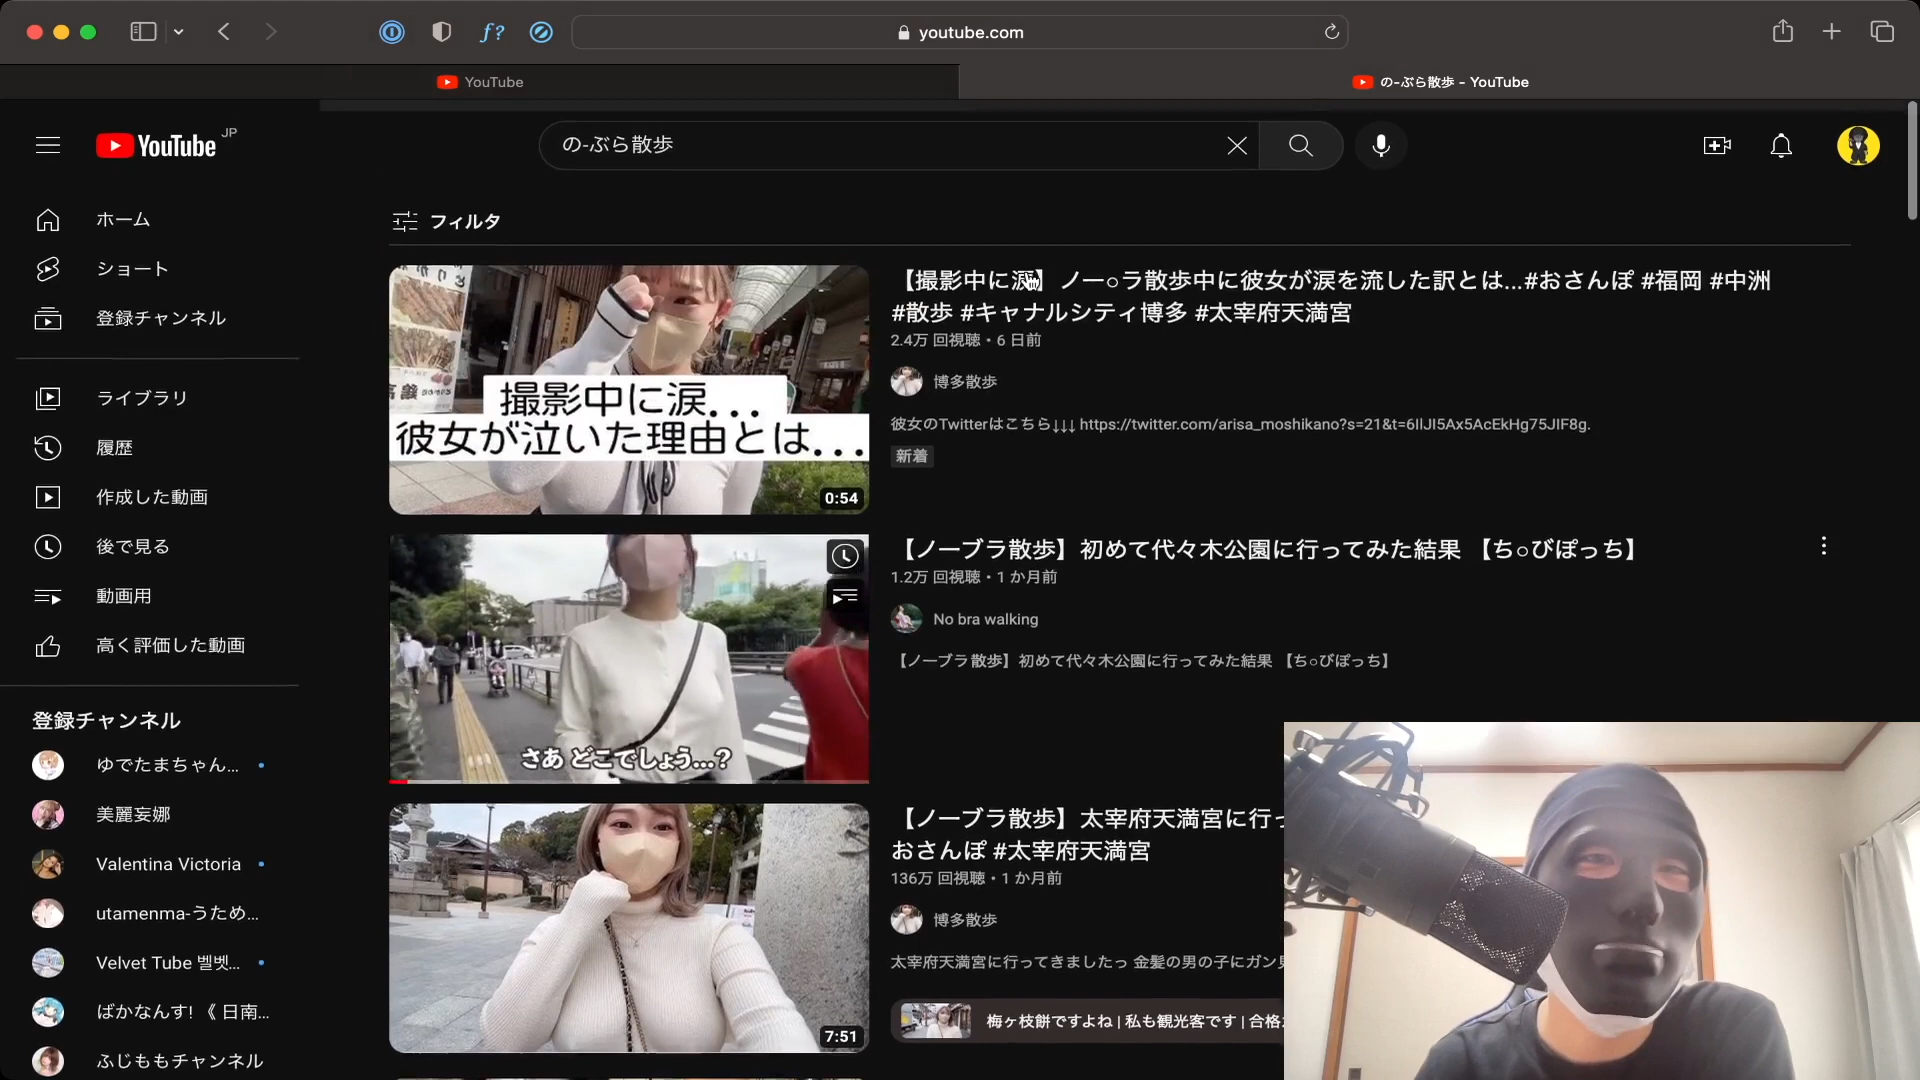 youtube.com
YouTube
の-ぶら散歩 - YouTube
YouTube JP
の-ぶら散歩
ホーム
ショート
登録チャンネル
ライブラリ
履歴
作成した動画
後で見る
動画用
高く評価した動画
登録チャンネル
ゆでたまちゃん...
美麗妄娜
Valentina Victoria
utamenma-うため...
Velvet Tube 벨벳...
ばかなんす! 《 日南...
ふじももチャンネル
フィルタ
撮影中に涙...
彼女が泣いた理由とは...
0:54
【撮影中に涙】ノー○ラ散歩中に彼女が涙を流した訳とは...#おさんぽ #福岡 #中洲
#散歩 #キャナルシティ博多 #太宰府天満宮
2.4万 回視聴・6 日前
博多散歩
彼女のTwitterはこちら↓↓↓ https://twitter.com/arisa_moshikano?s=21&t=6IlJI5Ax5AcEkHg75JIF8g.
新着
さあ どこでしょう...?
【ノーブラ散歩】初めて代々木公園に行ってみた結果 【ち○びぽっち】
1.2万 回視聴・1 か月前
No bra walking
【ノーブラ散歩】初めて代々木公園に行ってみた結果 【ち○びぽっち】
7:51
【ノーブラ散歩】太宰府天満宮に行っ
おさんぽ #太宰府天満宮
136万 回視聴・1 か月前
博多散歩
太宰府天満宮に行ってきましたっ 金髪の男の子にガン見
梅ヶ枝餅ですよね | 私も観光客です | 合格